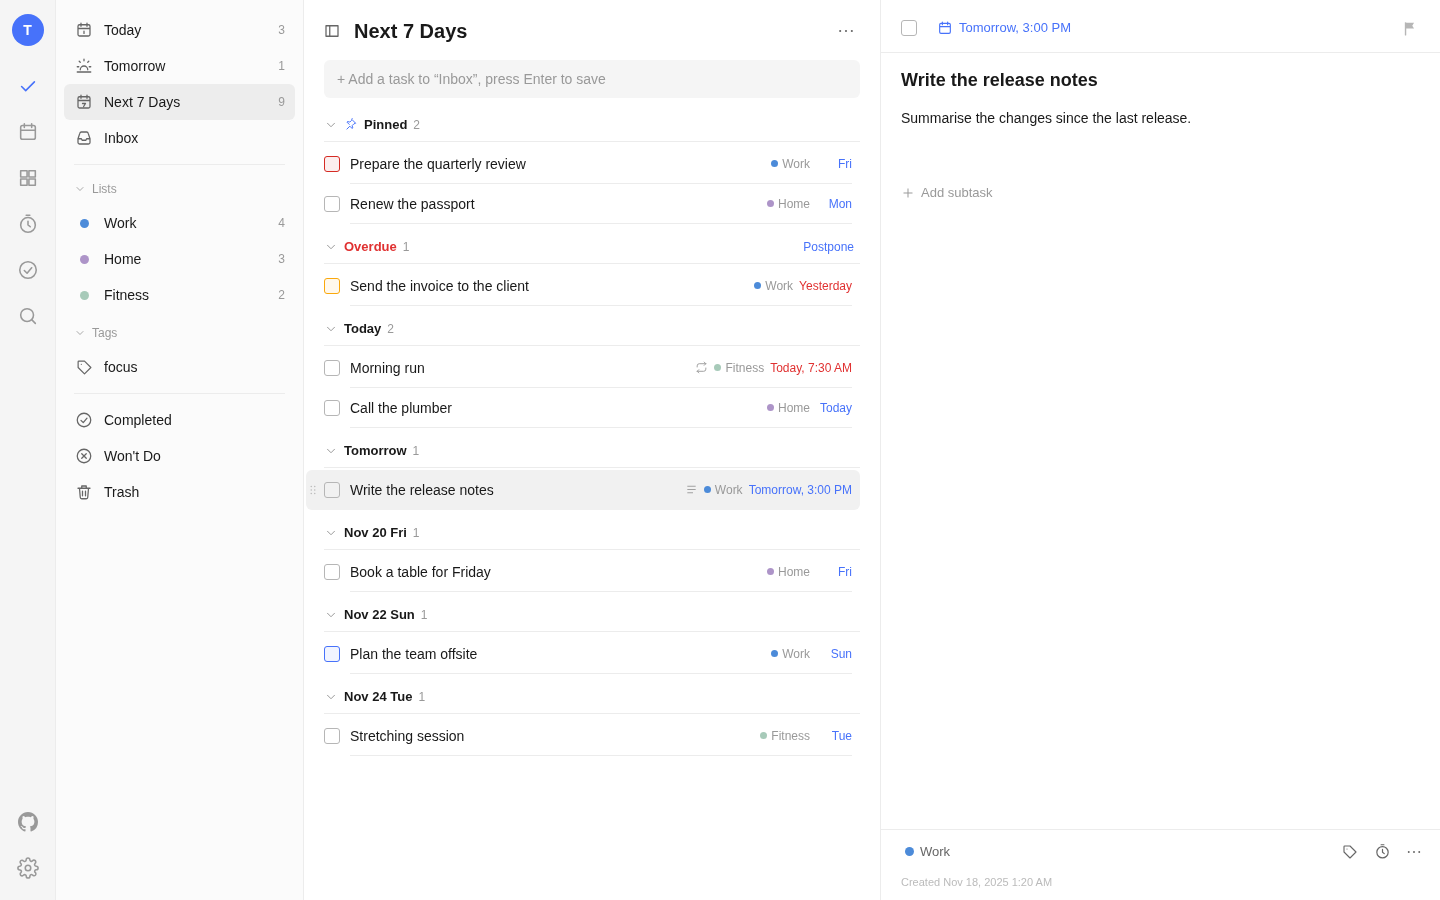 T
Today 3
Tomorrow 1
Next 7 Days 9
Inbox
Lists
Work 4
Home 3
Fitness 2
Tags
focus
Completed
Won't Do
Trash
Next 7 Days
+ Add a task to “Inbox”, press Enter to save
Pinned 2
Prepare the quarterly review Work Fri
Renew the passport Home Mon
Overdue 1 Postpone
Send the invoice to the client Work Yesterday
Today 2
Morning run Fitness Today, 7:30 AM
Call the plumber Home Today
Tomorrow 1
Write the release notes Work Tomorrow, 3:00 PM
Nov 20 Fri 1
Book a table for Friday Home Fri
Nov 22 Sun 1
Plan the team offsite Work Sun
Nov 24 Tue 1
Stretching session Fitness Tue
Tomorrow, 3:00 PM
Write the release notes
Summarise the changes since the last release.
Add subtask
Work
Created Nov 18, 2025 1:20 AM